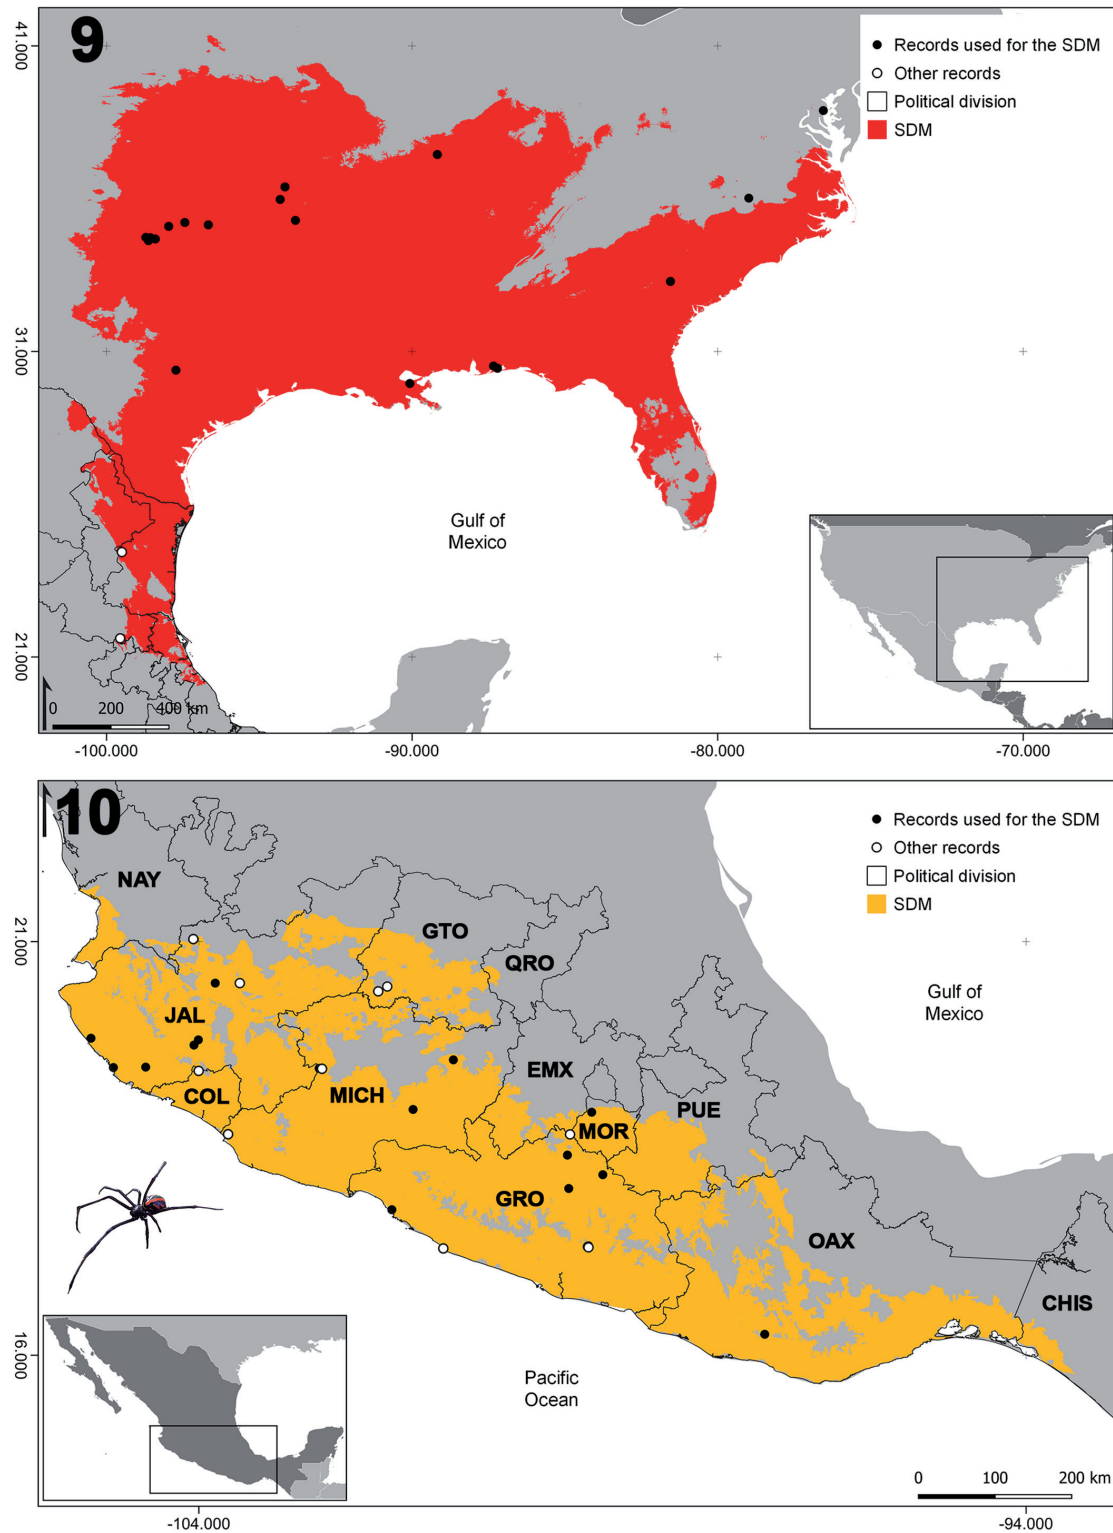 9
41.000
31.000
21.000
Records used for the SDM
Other records
Political division
SDM
Gulf of
Mexico
0 200 400 km
-100.000 -90.000 -80.000 -70.000
10
21.000
16.000
Records used for the SDM
Other records
Political division
SDM
NAY
GTO
QRO
JAL
EMX
COL
MICH
MOR
PUE
GRO
OAX
CHIS
Gulf of
Mexico
Pacific
Ocean
0 100 200 km
-104.000 -94.000